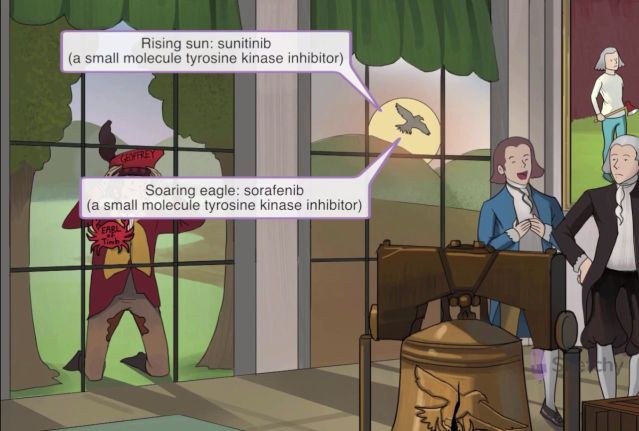 Rising sun: sunitinib
(a small molecule tyrosine kinase inhibitor)
GEOFFREY
Soaring eagle: sorafenib
(a small molecule tyrosine kinase inhibitor)
EARL
of
Timb
Sketchy